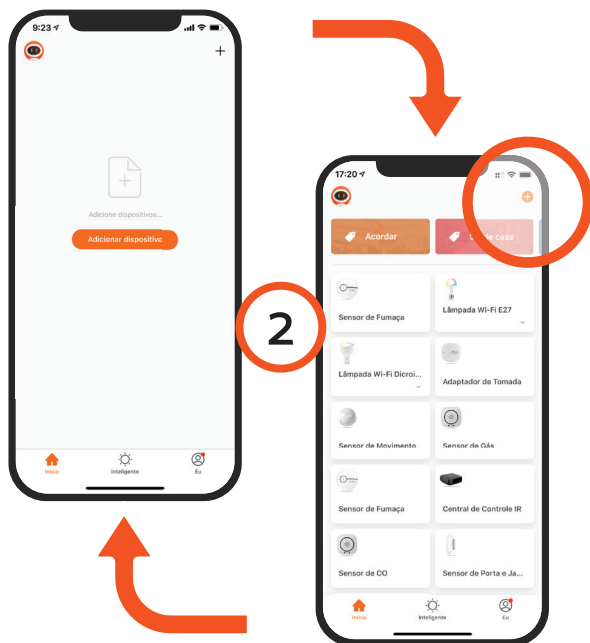 9:23
Adicione dispositivos...
Adicionar dispositivo
Início
Inteligente
Eu
2
17:20
Acordar
casa
Sensor de Fumaça
Lâmpada Wi-Fi E27
Lâmpada Wi-Fi Dicroi...
Adaptador de Tomada
Sensor de Movimento
Sensor de Gás
Sensor de Fumaça
Central de Controle IR
Sensor de CO
Sensor de Porta e Ja...
Início
Inteligente
Eu